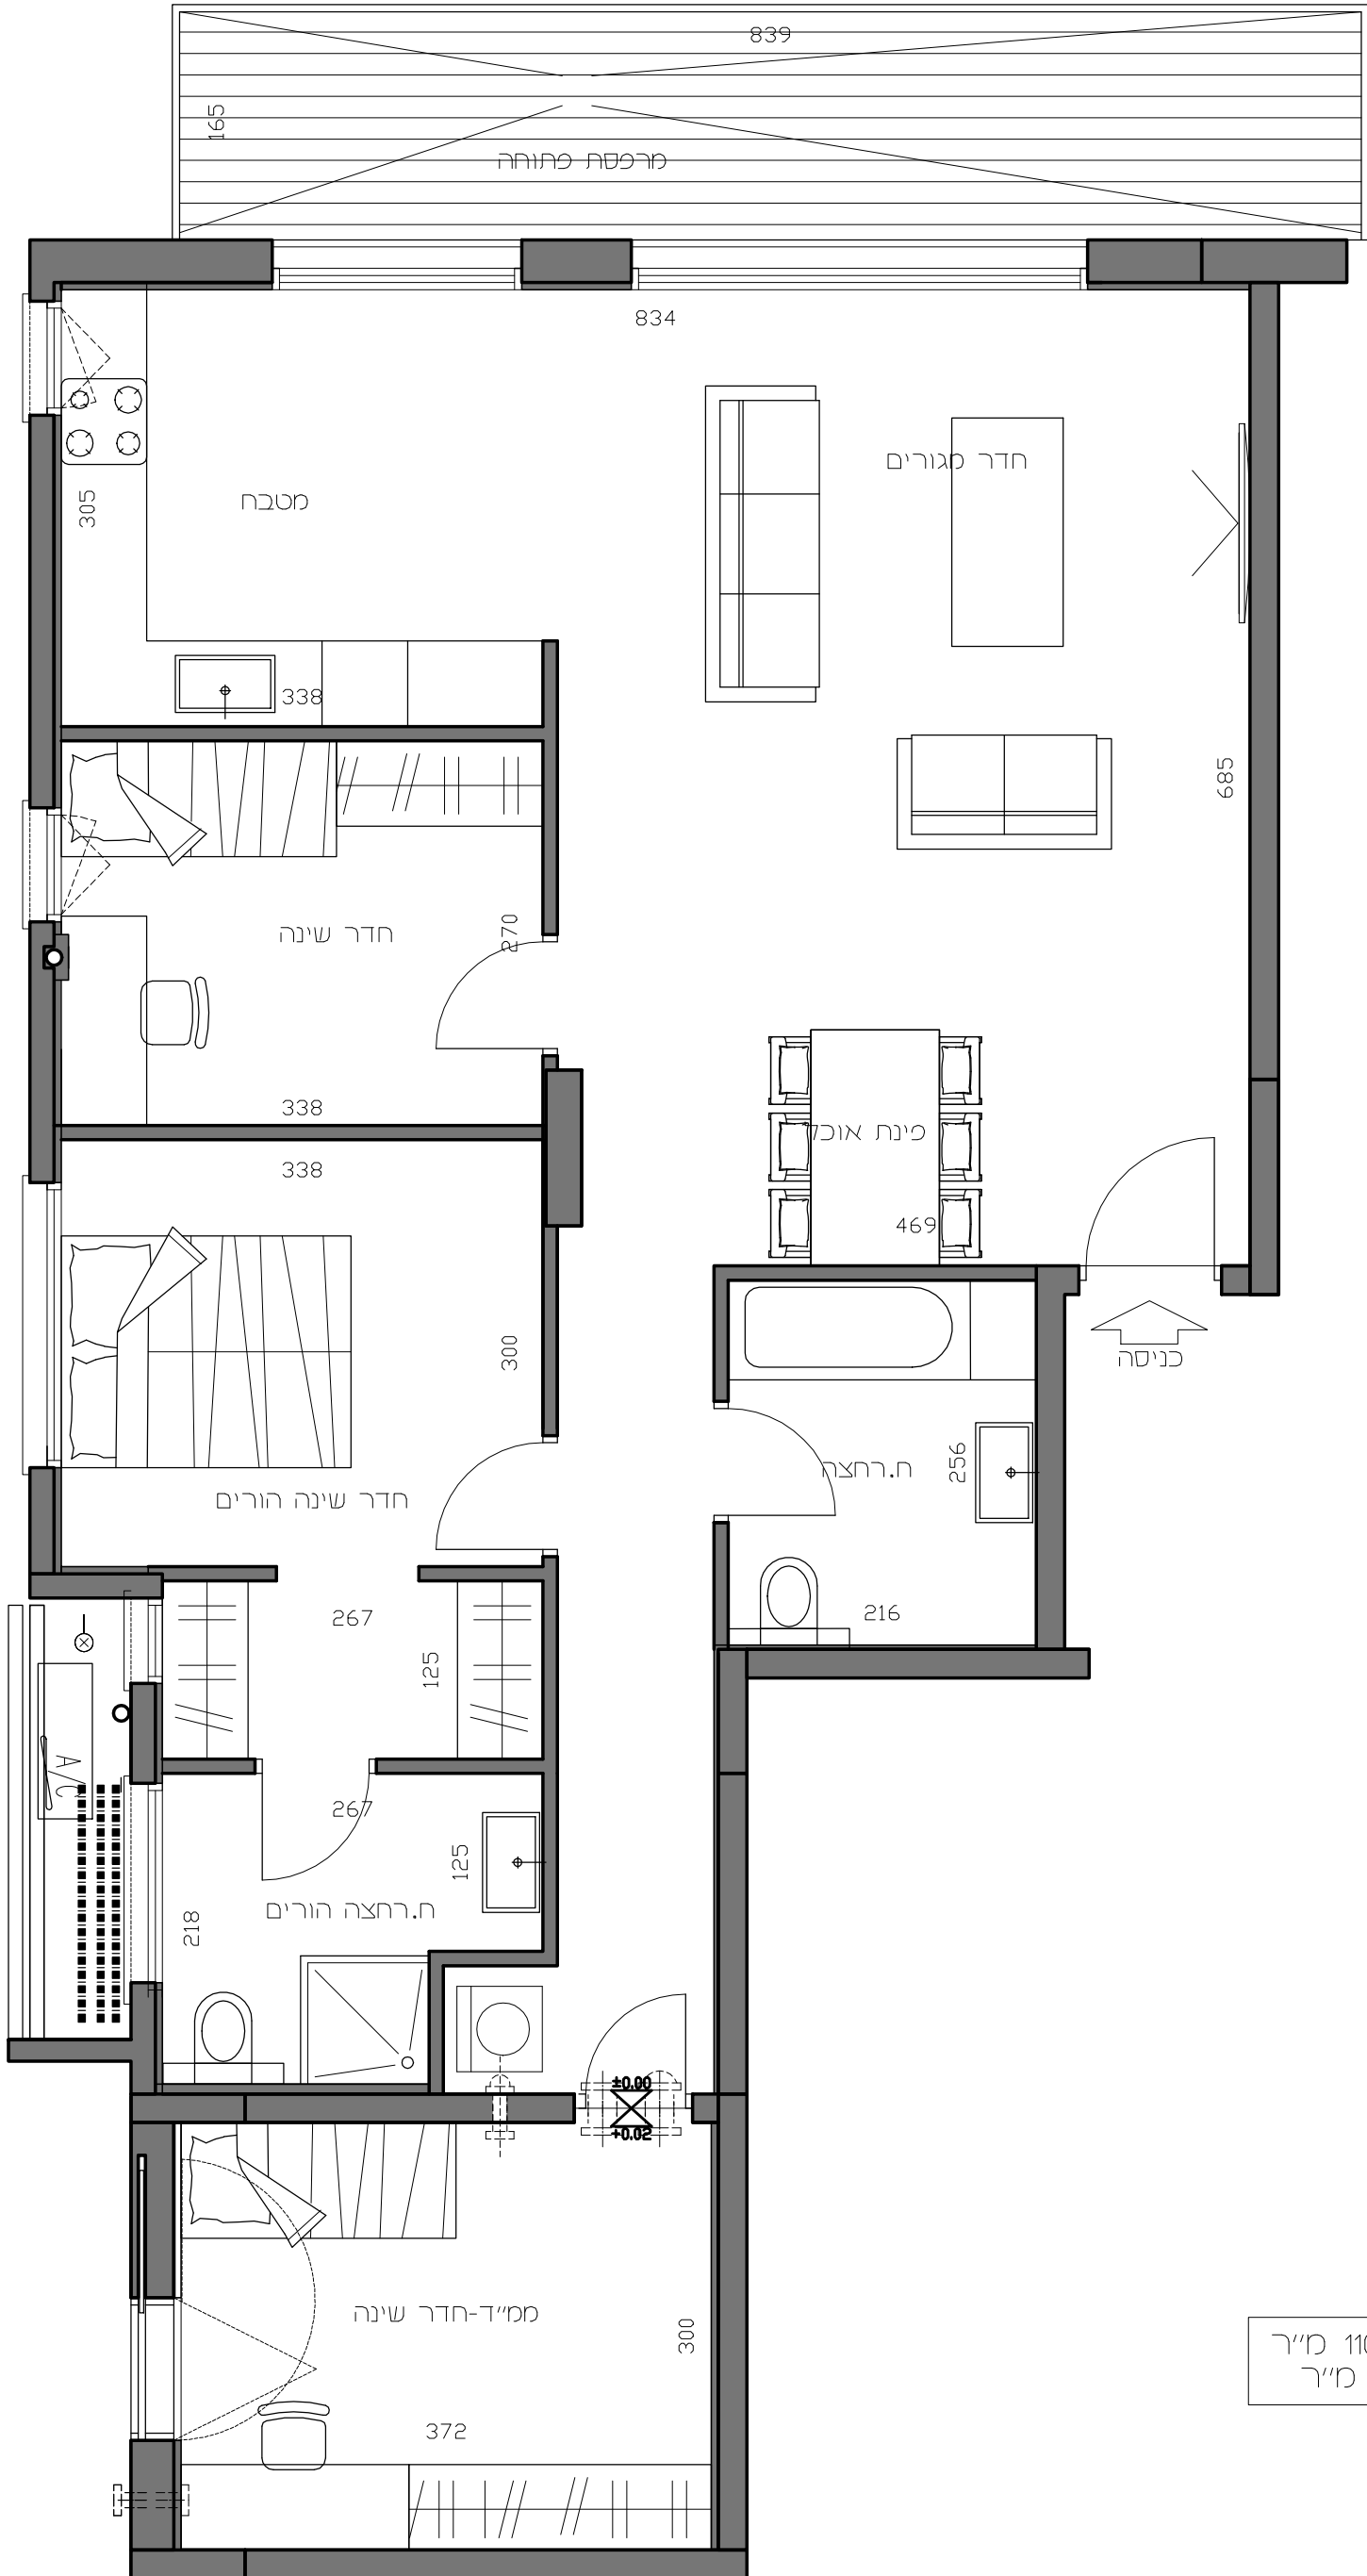 839
165
מרפסת פתוחה
834
חדר מגורים
305
מטבח
338
685
270
חדר שינה
338
פינת אוכל
338
469
300
כניסה
ח.רחצה
256
חדר שינה הורים
267
216
125
A/C
267
125
218
ח.רחצה הורים
±0.00
+0.02
ממ"ד-חדר שינה
300
מ"ר
מ"ר
372